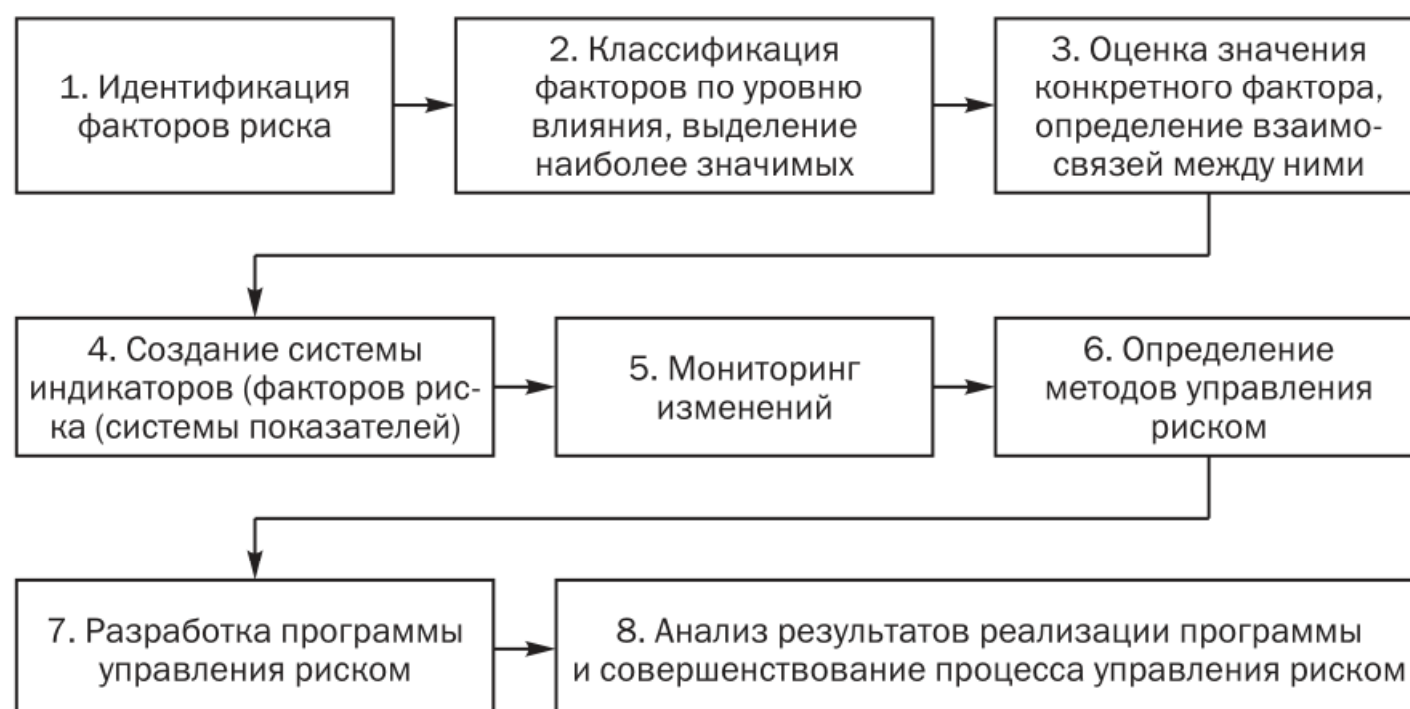 1. Идентификация
факторов риска
2. Классификация
факторов по уровню
влияния, выделение
наиболее значимых
3. Оценка значения
конкретного фактора,
определение взаимо-
связей между ними
4. Создание системы
индикаторов (факторов рис-
ка (системы показателей)
5. Мониторинг
изменений
6. Определение
методов управления
риском
7. Разработка программы
управления риском
8. Анализ результатов реализации программы
и совершенствование процесса управления риском